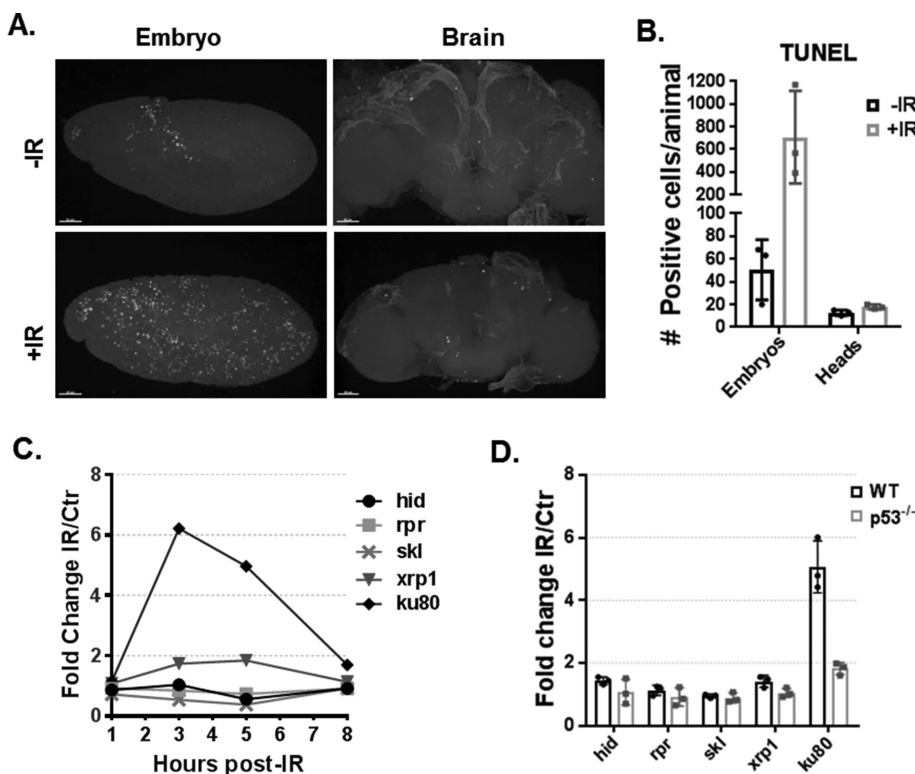 A.
Embryo
Brain
-IR
+IR
B.
TUNEL
# Positive cells/animal
1200
1000
800
600
400
200
100
80
60
40
20
0
Embryos
Heads
-IR
+IR
C.
Fold Change IR/Ctr
8
6
4
2
0
1 2 3 4 5 6 7 8
Hours post-IR
hid
rpr
skl
xrp1
ku80
D.
Fold change IR/Ctr
8
6
4
2
0
hid
rpr
skl
xrp1
ku80
WT
p53-/-